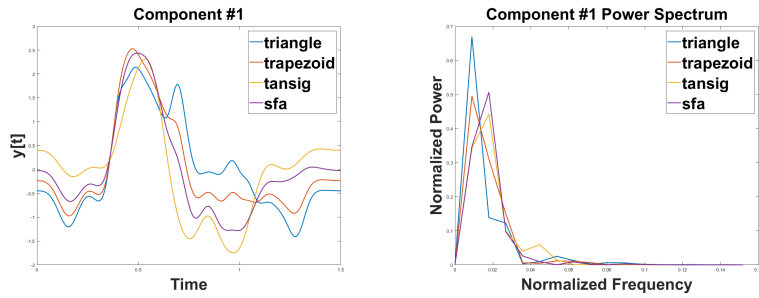 Component #1
y[t]
3
2.5
2
1.5
1
0.5
0
-0.5
-1
-1.5
-2
0
0.5
1
1.5
Time
triangle
trapezoid
tansig
sfa
Component #1 Power Spectrum
Normalized Power
0.7
0.6
0.5
0.4
0.3
0.2
0.1
0
0
0.02
0.04
0.06
0.08
0.1
0.12
0.14
Normalized Frequency
triangle
trapezoid
tansig
sfa